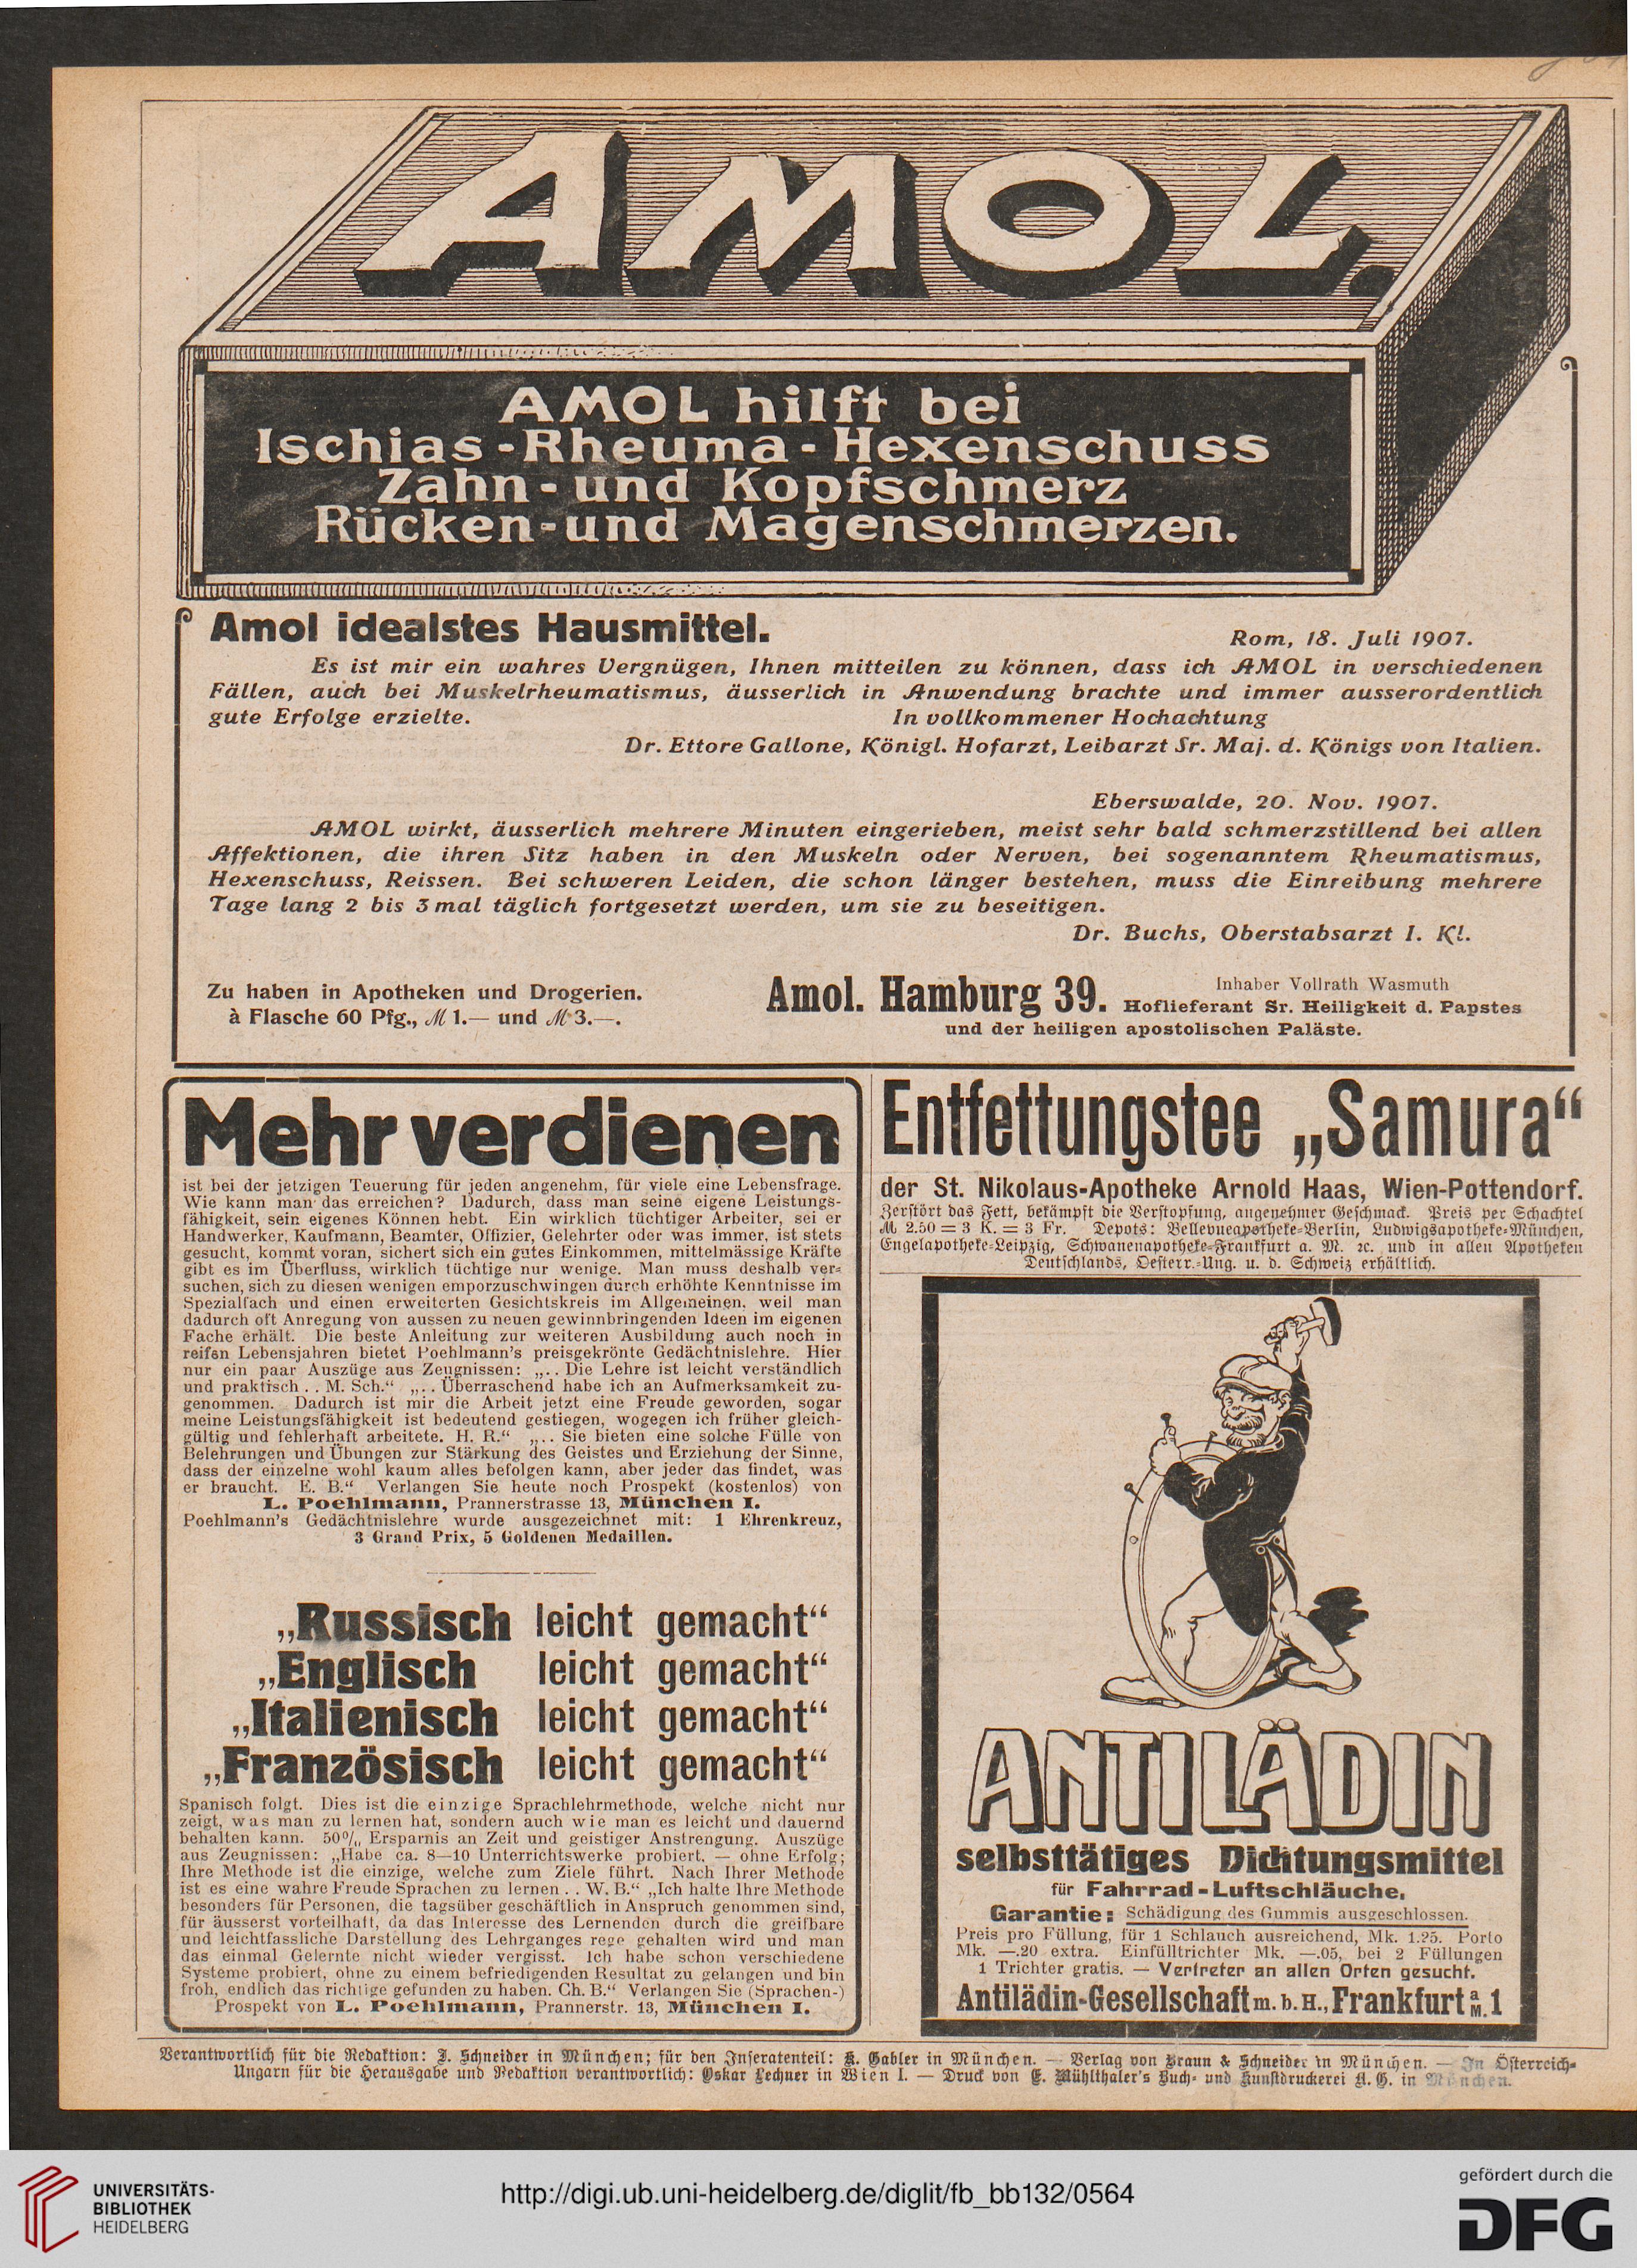 AMOL.
AMOL hilft bei
Ischias - Rheuma - Hexenschuss
Zahn - und Kopfschmerz
Rücken - und Magenschmerzen.
Amol idealstes Hausmittel.
Rom, 18. Juli 1907.
Es ist mir ein wahres Vergnügen, Ihnen mitteilen zu können, dass ich AMOL in verschiedenen
Fällen, auch bei Muskelrheumatismus, äusserlich in Anwendung brachte und immer ausserordentlich
gute Erfolge erzielte. In vollkommener Hochachtung
Dr. Ettore Gallone, Königl. Hofarzt, Leibarzt Sr. Maj. d. Königs von Italien.
Eberswalde, 20. Nov. 1907.
AMOL wirkt, äusserlich mehrere Minuten eingerieben, meist sehr bald schmerzstillend bei allen
Affektionen, die ihren Sitz haben in den Muskeln oder Nerven, bei sogenanntem Rheumatismus,
Hexenschuss, Reissen. Bei schweren Leiden, die schon länger bestehen, muss die Einreibung mehrere
Tage lang 2 bis 3 mal täglich fortgesetzt werden, um sie zu beseitigen.
Dr. Buchs, Oberstabsarzt I. Kl.
Zu haben in Apotheken und Drogerien.
à Flasche 60 Pfg., ℳ 1.— und ℳ 3.—.
Amol. Hamburg 39. Inhaber Vollrath Wasmuth
Hoflieferant Sr. Heiligkeit d. Papstes
und der heiligen apostolischen Paläste.
Mehr verdienen
ist bei der jetzigen Teuerung für jeden angenehm, für viele eine Lebensfrage.
Wie kann man das erreichen? Dadurch, dass man seine eigene Leistungs-
fähigkeit, sein eigenes Können hebt. Ein wirklich tüchtiger Arbeiter, sei er
Handwerker, Kaufmann, Beamter, Offizier, Gelehrter oder was immer, ist stets
gesucht, kommt voran, sichert sich ein gutes Einkommen, mittelmässige Kräfte
gibt es im Überfluss, wirklich tüchtige nur wenige. Man muss deshalb ver-
suchen, sich zu diesen wenigen emporzuschwingen durch erhöhte Kenntnisse im
Spezialfach und einen erweiterten Gesichtskreis im Allgemeinen, weil man
dadurch oft Anregung von aussen zu neuen gewinnbringenden Ideen im eigenen
Fache erhält. Die beste Anleitung zur weiteren Ausbildung auch noch in
reifen Lebensjahren bietet Poehlmann's preisgekrönte Gedächtnislehre. Hier
nur ein paar Auszüge aus Zeugnissen: „. . Die Lehre ist leicht verständlich
und praktisch . . M. Sch.“ „. . Überraschend habe ich an Aufmerksamkeit zu-
genommen. Dadurch ist mir die Arbeit jetzt eine Freude geworden, sogar
meine Leistungsfähigkeit ist bedeutend gestiegen, wogegen ich früher gleich-
gültig und fehlerhaft arbeitete. H. R.“ „. . Sie bieten eine solche Fülle von
Belehrungen und Übungen zur Stärkung des Geistes und Erziehung der Sinne,
dass der einzelne wohl kaum alles befolgen kann, aber jeder das findet, was
er braucht. E. B.“ Verlangen Sie heute noch Prospekt (kostenlos) von
L. Poehlmann, Prannerstrasse 13, München I.
Poehlmann's Gedächtnislehre wurde ausgezeichnet mit: 1 Ehrenkreuz,
3 Grand Prix, 5 Goldenen Medaillen.
„Russisch leicht gemacht“
„Englisch leicht gemacht“
„Italienisch leicht gemacht“
„Französisch leicht gemacht“
Spanisch folgt. Dies ist die einzige Sprachlehrmethode, welche nicht nur
zeigt, was man zu lernen hat, sondern auch wie man es leicht und dauernd
behalten kann. 50% Ersparnis an Zeit und geistiger Anstrengung. Auszüge
aus Zeugnissen: „Habe ca. 8—10 Unterrichtswerke probiert, — ohne Erfolg;
Ihre Methode ist die einzige, welche zum Ziele führt. Nach Ihrer Methode
ist es eine wahre Freude Sprachen zu lernen . . W. B.“ „Ich halte Ihre Methode
besonders für Personen, die tagsüber geschäftlich in Anspruch genommen sind,
für äusserst vorteilhaft, da das Interesse des Lernenden durch die greifbare
und leichtfassliche Darstellung des Lehrganges rege gehalten wird und man
das einmal Gelernte nicht wieder vergisst. Ich habe schon verschiedene
Systeme probiert, ohne zu einem befriedigenden Resultat zu gelangen und bin
froh, endlich das richtige gefunden zu haben. Ch. B.“ Verlangen Sie (Sprachen-)
Prospekt von L. Poehlmann, Prannerstr. 13, München I.
Entfettungstee „Samura“
der St. Nikolaus-Apotheke Arnold Haas, Wien-Pottendorf.
Zerstört das Fett, bekämpft die Verstopfung, angenehmer Geschmack. Preis per Schachtel
ℳ 2.50 = 3 K. = 3 Fr. Depots: Bellevueapotheke-Berlin, Ludwigsapotheke-München,
Engelapotheke-Leipzig, Schwanenapotheke-Frankfurt a. M. ꝛc. und in allen Apotheken
Deutschlands, Oesterr.-Ung. u. d. Schweiz erhältlich.
ANTILÄDIN
selbsttätiges Dichtungsmittel
für Fahrrad-Luftschläuche,
Garantie: Schädigung des Gummis ausgeschlossen.
Preis pro Füllung, für 1 Schlauch ausreichend, Mk. 1.25. Porto
Mk. —.20 extra. Einfülltrichter Mk. —.05, bei 2 Füllungen
1 Trichter gratis. — Vertreter an allen Orten gesucht.
Antilädin-Gesellschaft m. b. H., Frankfurt a M. 1
Verantwortlich für die Redaktion: J. Schneider in München; für den Inseratenteil: K. Gabler in München. — Verlag von Braun & Schneider in München. — In Österreich-
Ungarn für die Herausgabe und Redaktion verantwortlich: Oskar Lechner in Wien I. — Druck von E. Mühlthaler's Buch- und Kunstdruckerei A. G. in München.
UNIVERSITÄTS-
BIBLIOTHEK
HEIDELBERG
http://digi.ub.uni-heidelberg.de/diglit/fb_bb132/0564
gefördert durch die
DFG